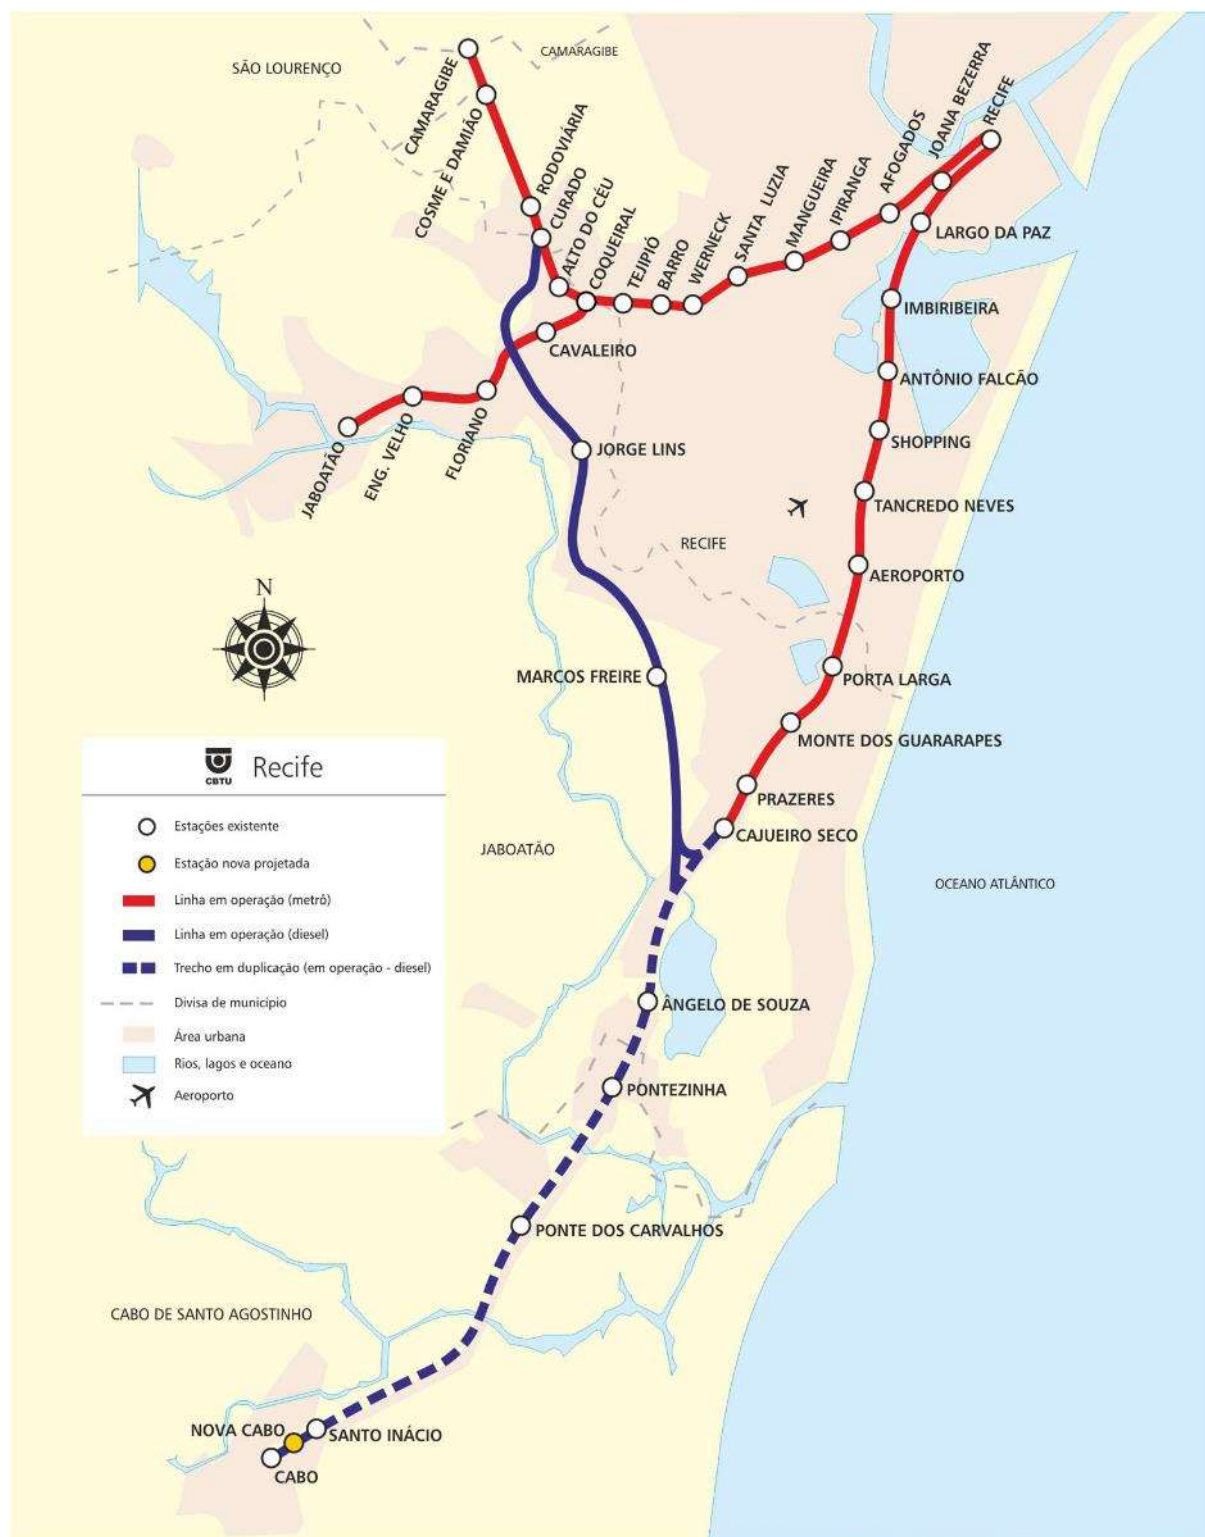 CAMARAGIBE
SÃO LOURENÇO
CAMARAGIBE
COSME E DAMIÃO
RODOVIÁRIA
CURADO
ALTO DO CÉU
COQUEIRAL
TEJIPIÓ
BARRO
WERNECK
SANTA LUZIA
MANGUEIRA
IPIRANGA
AFOGADOS
JOANA BEZERRA
RECIFE
LARGO DA PAZ
IMBIRIBEIRA
CAVALEIRO
ANTÔNIO FALCÃO
JABOATÃO
ENG. VELHO
FLORIANO
SHOPPING
JORGE LINS
TANCREDO NEVES
RECIFE
AEROPORTO
N
MARCOS FREIRE
PORTA LARGA
MONTE DOS GUARARAPES
PRAZERES
CAJUEIRO SECO
JABOATÃO
OCEANO ATLÂNTICO
CBTU
Recife
Estações existente
Estação nova projetada
Linha em operação (metrô)
Linha em operação (diesel)
Trecho em duplicação (em operação - diesel)
Divisa de município
Área urbana
Rios, lagos e oceano
Aeroporto
ÂNGELO DE SOUZA
PONTEZINHA
PONTE DOS CARVALHOS
CABO DE SANTO AGOSTINHO
NOVA CABO
SANTO INÁCIO
CABO